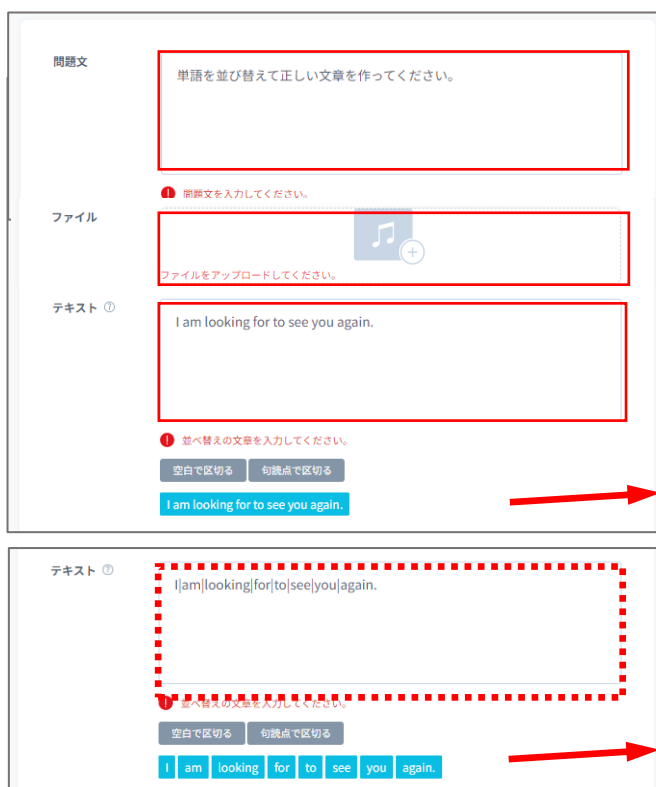 問題文
単語を並び替えて正しい文章を作ってください。
問題文を入力してください。
ファイル
ファイルをアップロードしてください。
テキスト ?
I am looking for to see you again.
並べ替えの文章を入力してください。
空白で区切る 句読点で区切る
I am looking for to see you again.
テキスト ?
I|am|looking|for|to|see|you|again.
並べ替えの文章を入力してください。
空白で区切る 句読点で区切る
I am looking for to see you again.